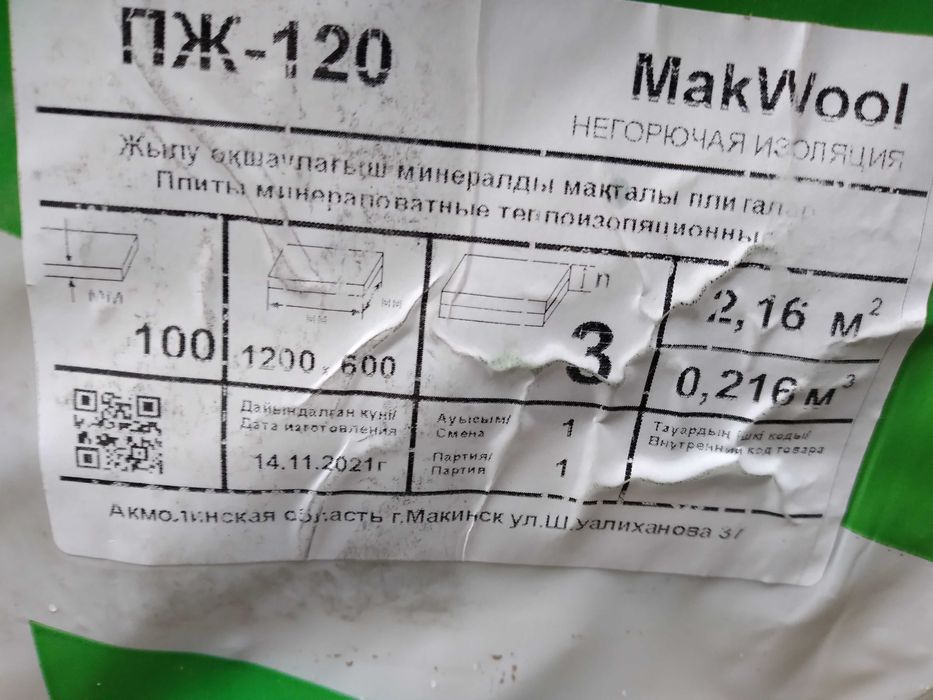 ПЖ-120
MakWool
НЕГОРЮЧАЯ ИЗОЛЯЦИЯ
Жылу оқшаулағыш минералды мақталы плиталар
Плиты минераловатные теплоизоляционны
мм
100
мм
мм
1200 x 600
n
3
2,16 м²
0,216 м³
Дайындалған күні/
Дата изготовления
14.11.2021г
Ауысым/
Смена
1
Партия/
Партия
1
Тауардың ішкі коды/
Внутренний код товара
Акмолинская область г.Макинск ул.Ш.уалиханова 37